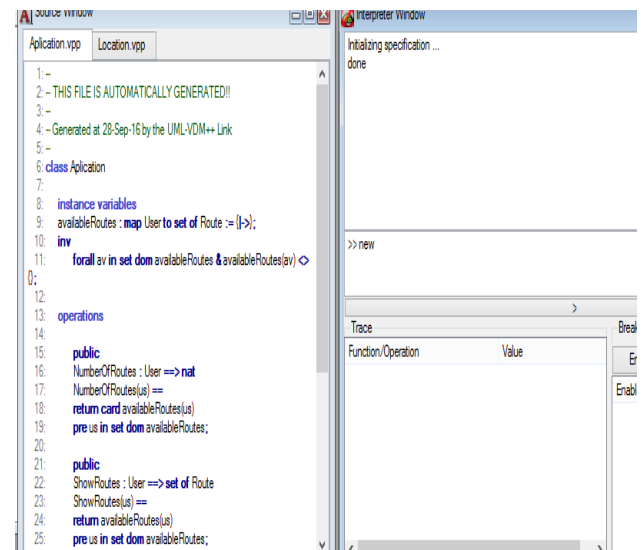 Source Window
Aplication.vpp
Location.vpp
1: --
2: -- THIS FILE IS AUTOMATICALLY GENERATED!!
3: --
4: -- Generated at 28-Sep-16 by the UML-VDM++ Link
5: --
6: class Aplication
7:
8: instance variables
9: availableRoutes : map User to set of Route := {|->};
10: inv
11: forall av in set dom availableRoutes & availableRoutes(av) <>
{};
12:
13: operations
14:
15: public
16: NumberOfRoutes : User ==> nat
17: NumberOfRoutes(us) ==
18: return card availableRoutes(us)
19: pre us in set dom availableRoutes;
20:
21: public
22: ShowRoutes : User ==> set of Route
23: ShowRoutes(us) ==
24: return availableRoutes(us)
25: pre us in set dom availableRoutes;
Interpreter Window
Initializing specification ...
done
>> new
Trace
Function/Operation
Value
Break
En
Enabl